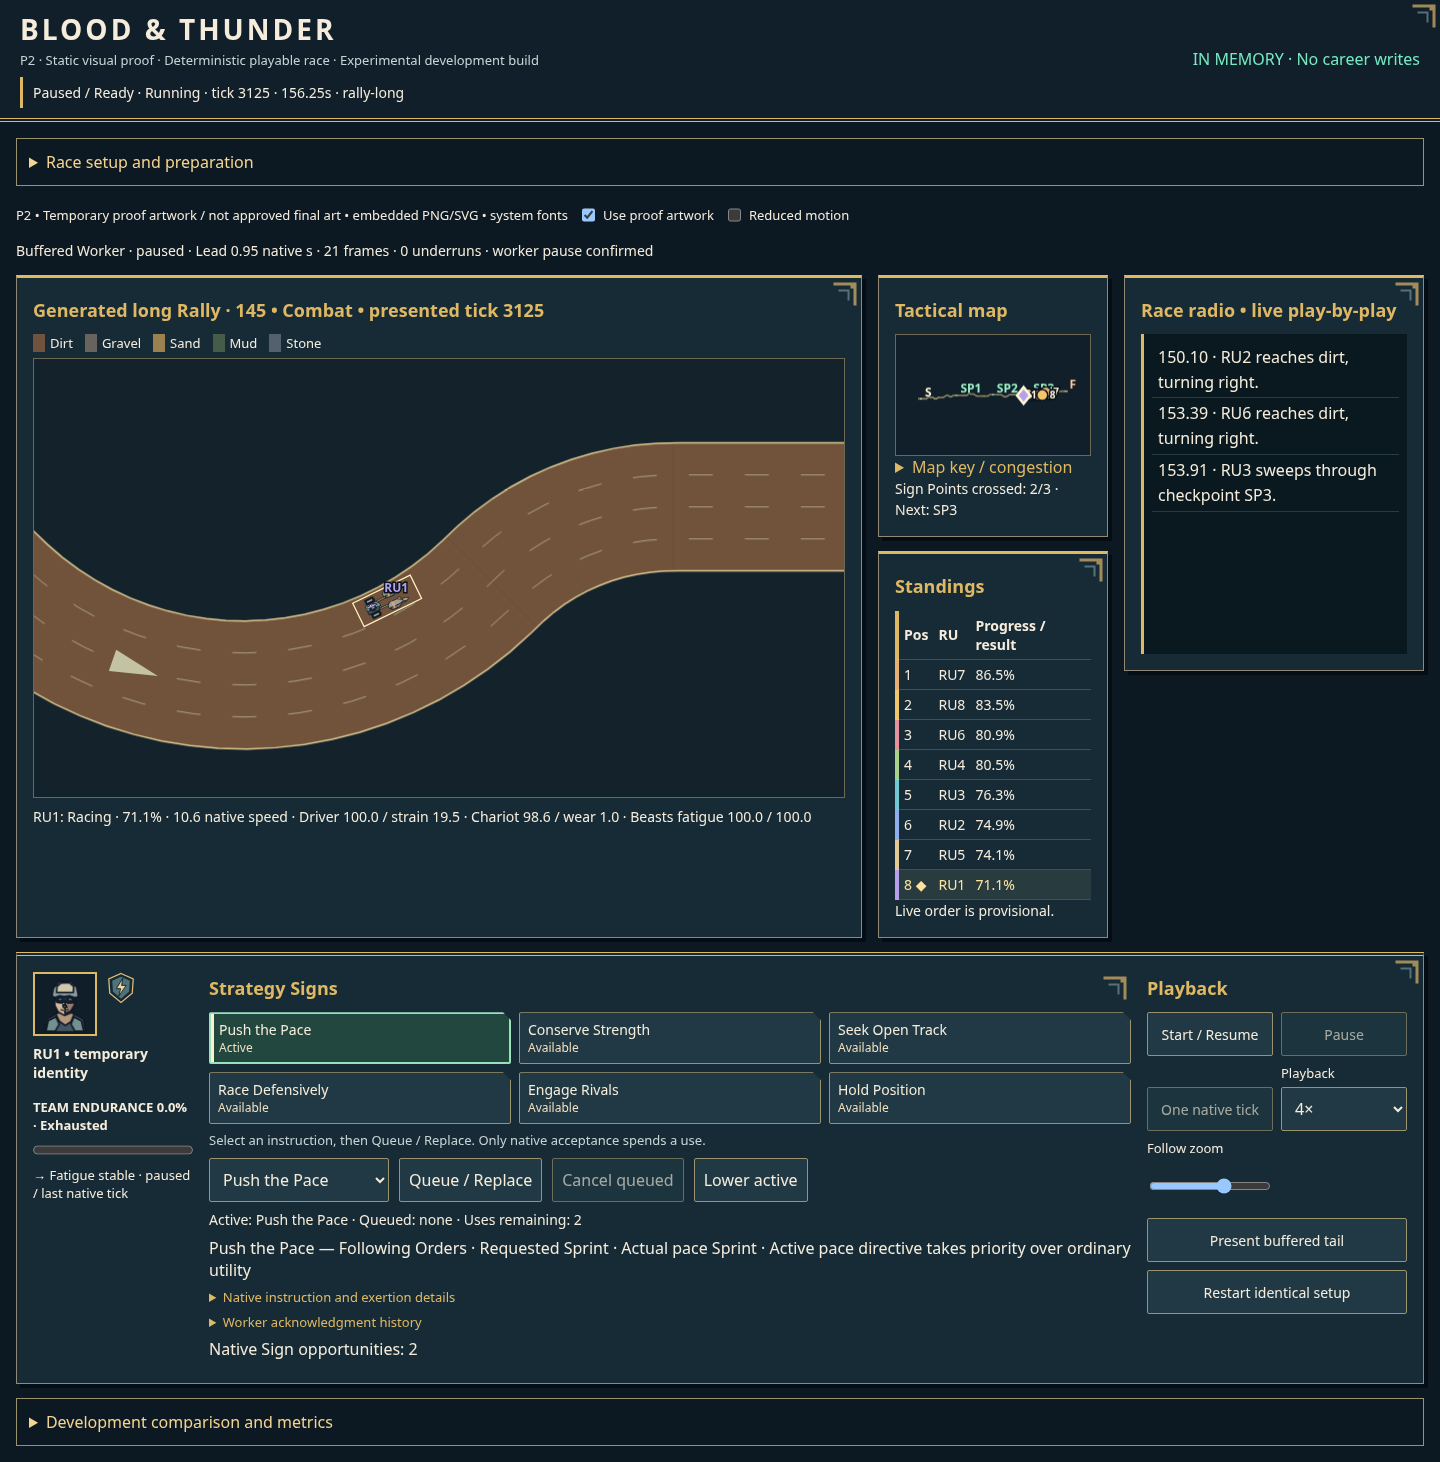 BLOOD & THUNDER
P2 · Static visual proof · Deterministic playable race · Experimental development build
IN MEMORY · No career writes
Paused / Ready · Running · tick 3125 · 156.25s · rally-long
Race setup and preparation
P2 • Temporary proof artwork / not approved final art • embedded PNG/SVG • system fonts
Use proof artwork
Reduced motion
Buffered Worker · paused · Lead 0.95 native s · 21 frames · 0 underruns · worker pause confirmed
Generated long Rally · 145 • Combat • presented tick 3125
Dirt
Gravel
Sand
Mud
Stone
RU1
RU1: Racing · 71.1% · 10.6 native speed · Driver 100.0 / strain 19.5 · Chariot 98.6 / wear 1.0 · Beasts fatigue 100.0 / 100.0
Tactical map
S
SP1
SP2
F
Map key / congestion
Sign Points crossed: 2/3 ·
Next: SP3
Standings
Pos RU Progress /
result
1 RU7 86.5%
2 RU8 83.5%
3 RU6 80.9%
4 RU4 80.5%
5 RU3 76.3%
6 RU2 74.9%
7 RU5 74.1%
8 ◆ RU1 71.1%
Live order is provisional.
Race radio • live play-by-play
150.10 · RU2 reaches dirt,
turning right.
153.39 · RU6 reaches dirt,
turning right.
153.91 · RU3 sweeps through
checkpoint SP3.
RU1 • temporary
identity
TEAM ENDURANCE 0.0%
· Exhausted
→ Fatigue stable · paused
/ last native tick
Strategy Signs
Push the Pace
Active
Conserve Strength
Available
Seek Open Track
Available
Race Defensively
Available
Engage Rivals
Available
Hold Position
Available
Select an instruction, then Queue / Replace. Only native acceptance spends a use.
Push the Pace
Queue / Replace
Cancel queued
Lower active
Active: Push the Pace · Queued: none · Uses remaining: 2
Push the Pace — Following Orders · Requested Sprint · Actual pace Sprint · Active pace directive takes priority over ordinary
utility
Native instruction and exertion details
Worker acknowledgment history
Native Sign opportunities: 2
Playback
Start / Resume
Pause
Playback
One native tick
4×
Follow zoom
Present buffered tail
Restart identical setup
Development comparison and metrics